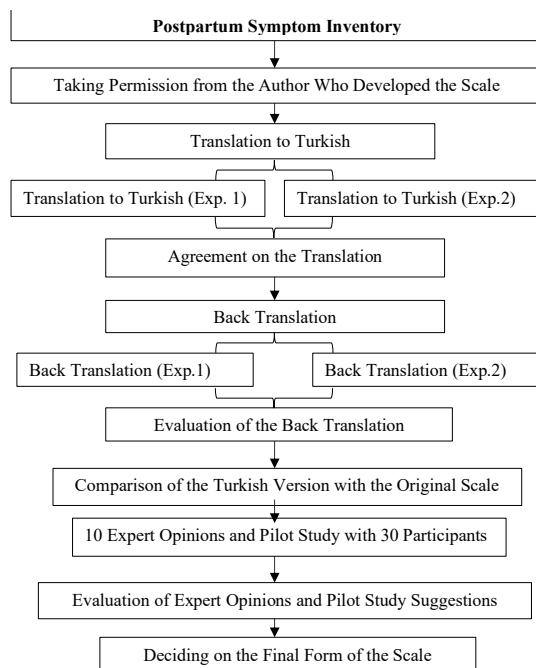 Postpartum Symptom Inventory
Taking Permission from the Author Who Developed the Scale
Translation to Turkish
Translation to Turkish (Exp. 1)
Translation to Turkish (Exp.2)
Agreement on the Translation
Back Translation
Back Translation (Exp.1)
Back Translation (Exp.2)
Evaluation of the Back Translation
Comparison of the Turkish Version with the Original Scale
10 Expert Opinions and Pilot Study with 30 Participants
Evaluation of Expert Opinions and Pilot Study Suggestions
Deciding on the Final Form of the Scale